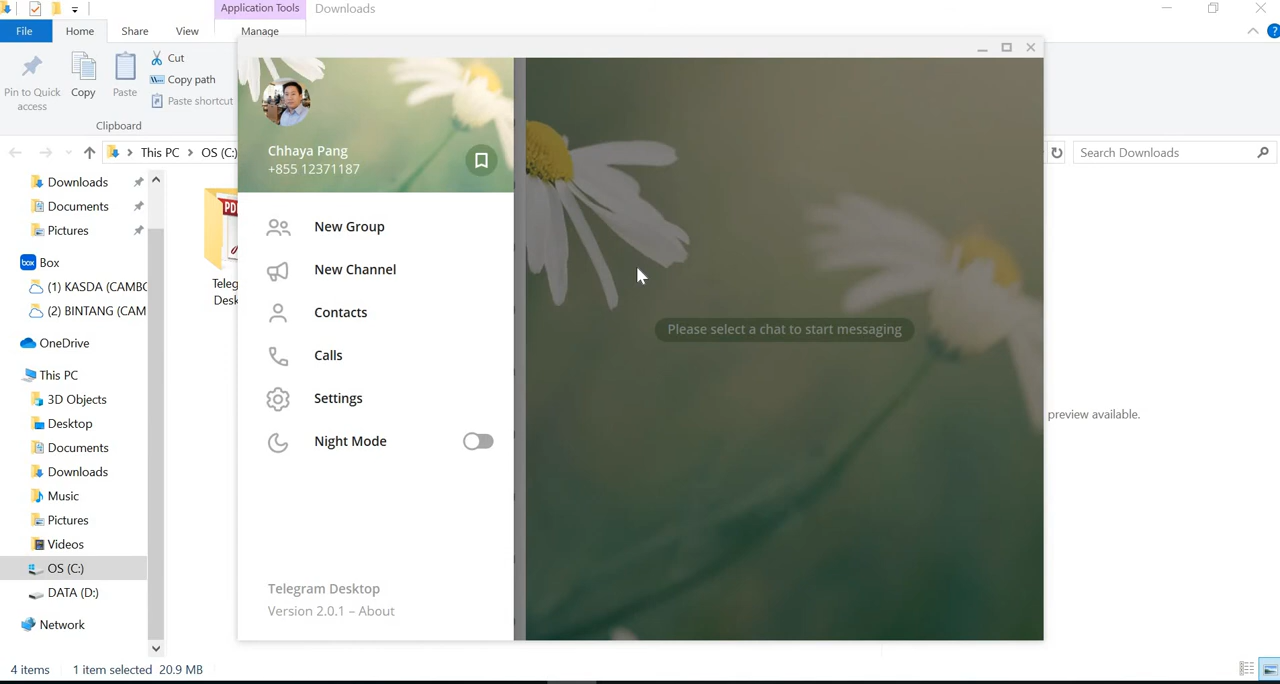 Application Tools
Downloads
File
Home
Share
View
Manage
Pin to Quick
access
Copy
Paste
Cut
Copy path
Paste shortcut
Clipboard
This PC
OS (C:)
Search Downloads
Downloads
Documents
Pictures
Box
(1) KASDA (CAMBO
(2) BINTANG (CAM
OneDrive
This PC
3D Objects
Desktop
Documents
Downloads
Music
Pictures
Videos
OS (C:)
DATA (D:)
Network
4 items
1 item selected 20.9 MB
PD
Teleg
Desk
Chhaya Pang
+855 12371187
New Group
New Channel
Contacts
Calls
Settings
Night Mode
Telegram Desktop
Version 2.0.1 – About
Please select a chat to start messaging
preview available.